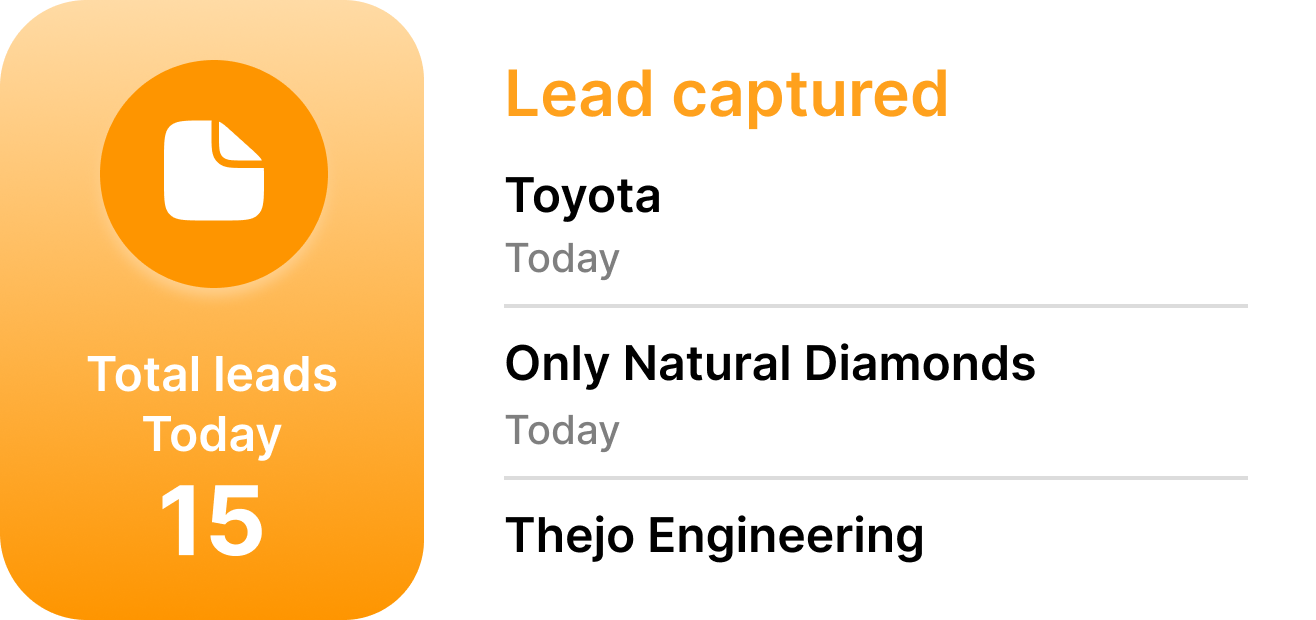 Total leads
Today
15
Lead captured
Toyota
Today
Only Natural Diamonds
Today
Thejo Engineering